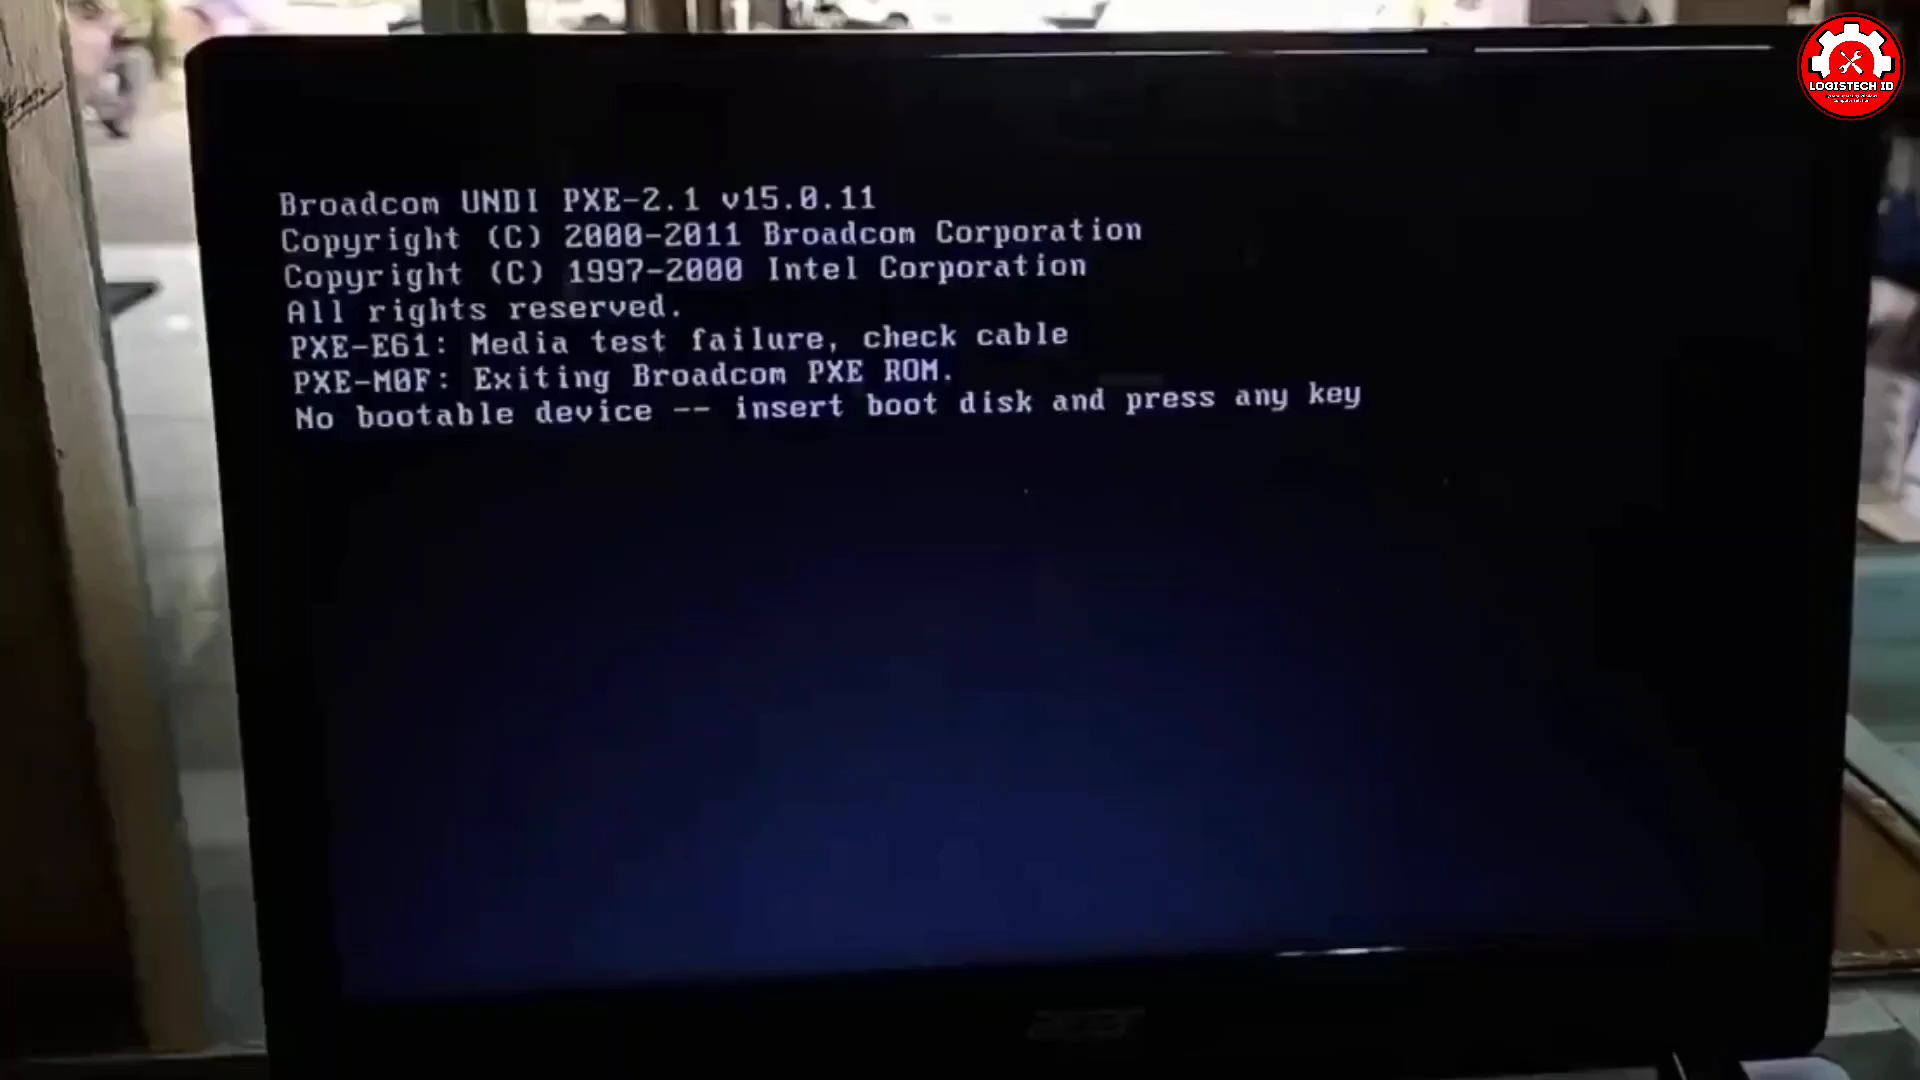 LOGISTECH ID
Broadcom UNDI PXE-2.1 v15.0.11
Copyright (C) 2000-2011 Broadcom Corporation
Copyright (C) 1997-2000 Intel Corporation
All rights reserved.
PXE-E61: Media test failure, check cable
PXE-M0F: Exiting Broadcom PXE ROM.
No bootable device -- insert boot disk and press any key
acer